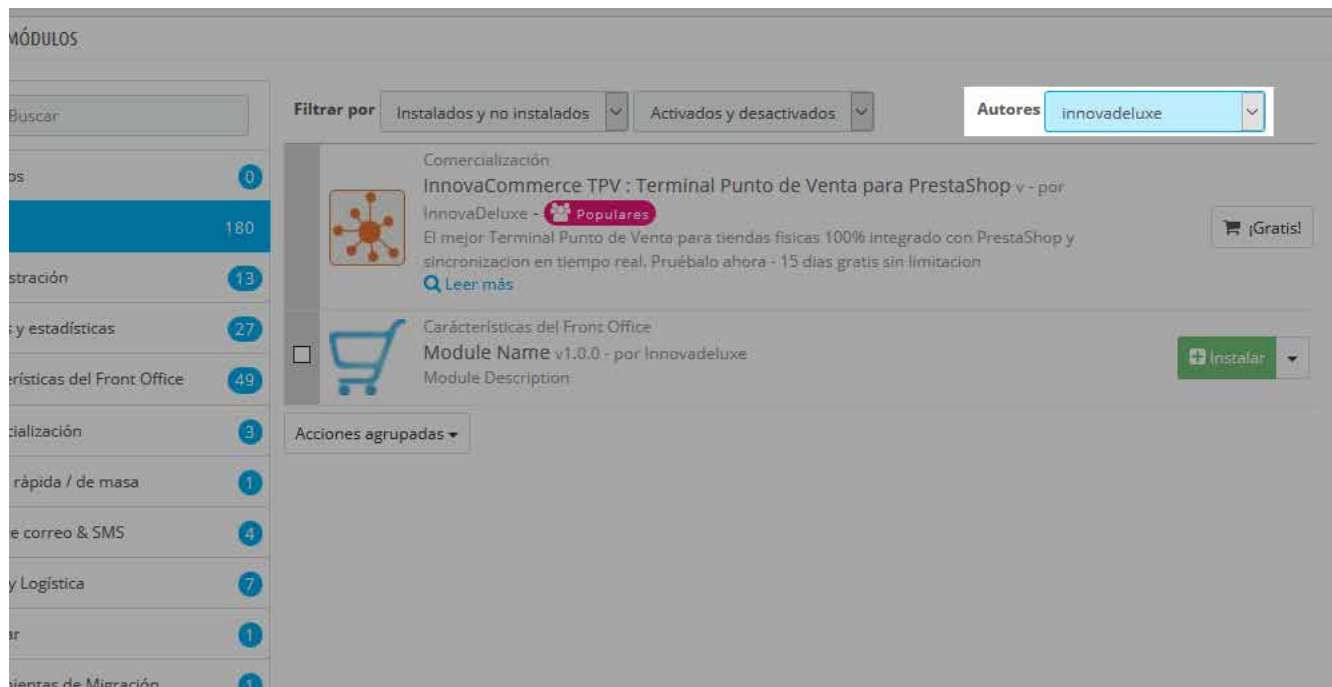 MÓDULOS
Buscar
Filtrar por Instalados y no instalados Activados y desactivados Autores innovadeluxe
os 0
180
stración 13
s y estadísticas 27
erísticas del Front Office 49
cialización 3
rápida / de masa 1
e correo & SMS 4
y Logística 7
ar 1
ientas de Migración 1
Comercialización
InnovaCommerce TPV : Terminal Punto de Venta para PrestaShop v - por
InnovaDeluxe - Populares
El mejor Terminal Punto de Venta para tiendas fisicas 100% integrado con PrestaShop y
sincronizacion en tiempo real. Pruébalo ahora - 15 dias gratis sin limitacion
Leer más
¡Gratis!
Carácterísticas del Front Office
Module Name v1.0.0 - por Innovadeluxe
Module Description
Instalar
Acciones agrupadas